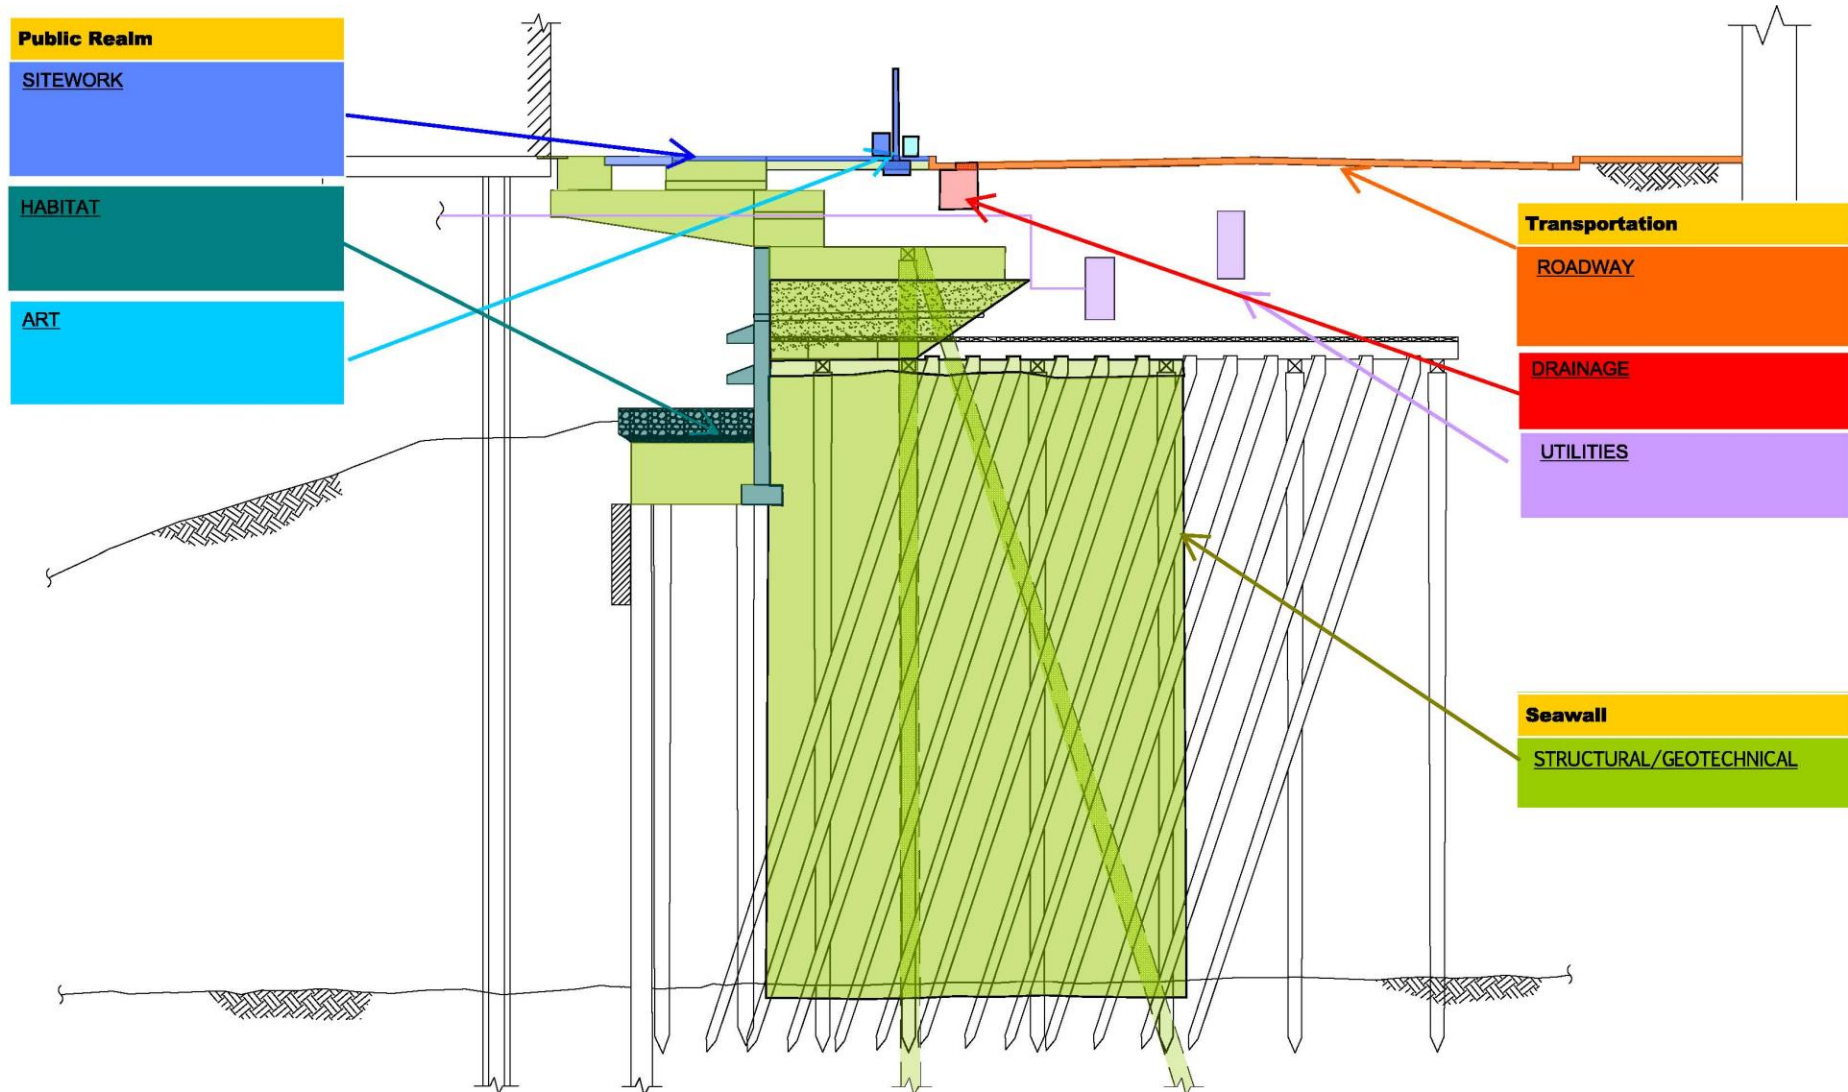 Public Realm
SITEWORK
HABITAT
ART
Transportation
ROADWAY
DRAINAGE
UTILITIES
Seawall
STRUCTURAL/GEOTECHNICAL